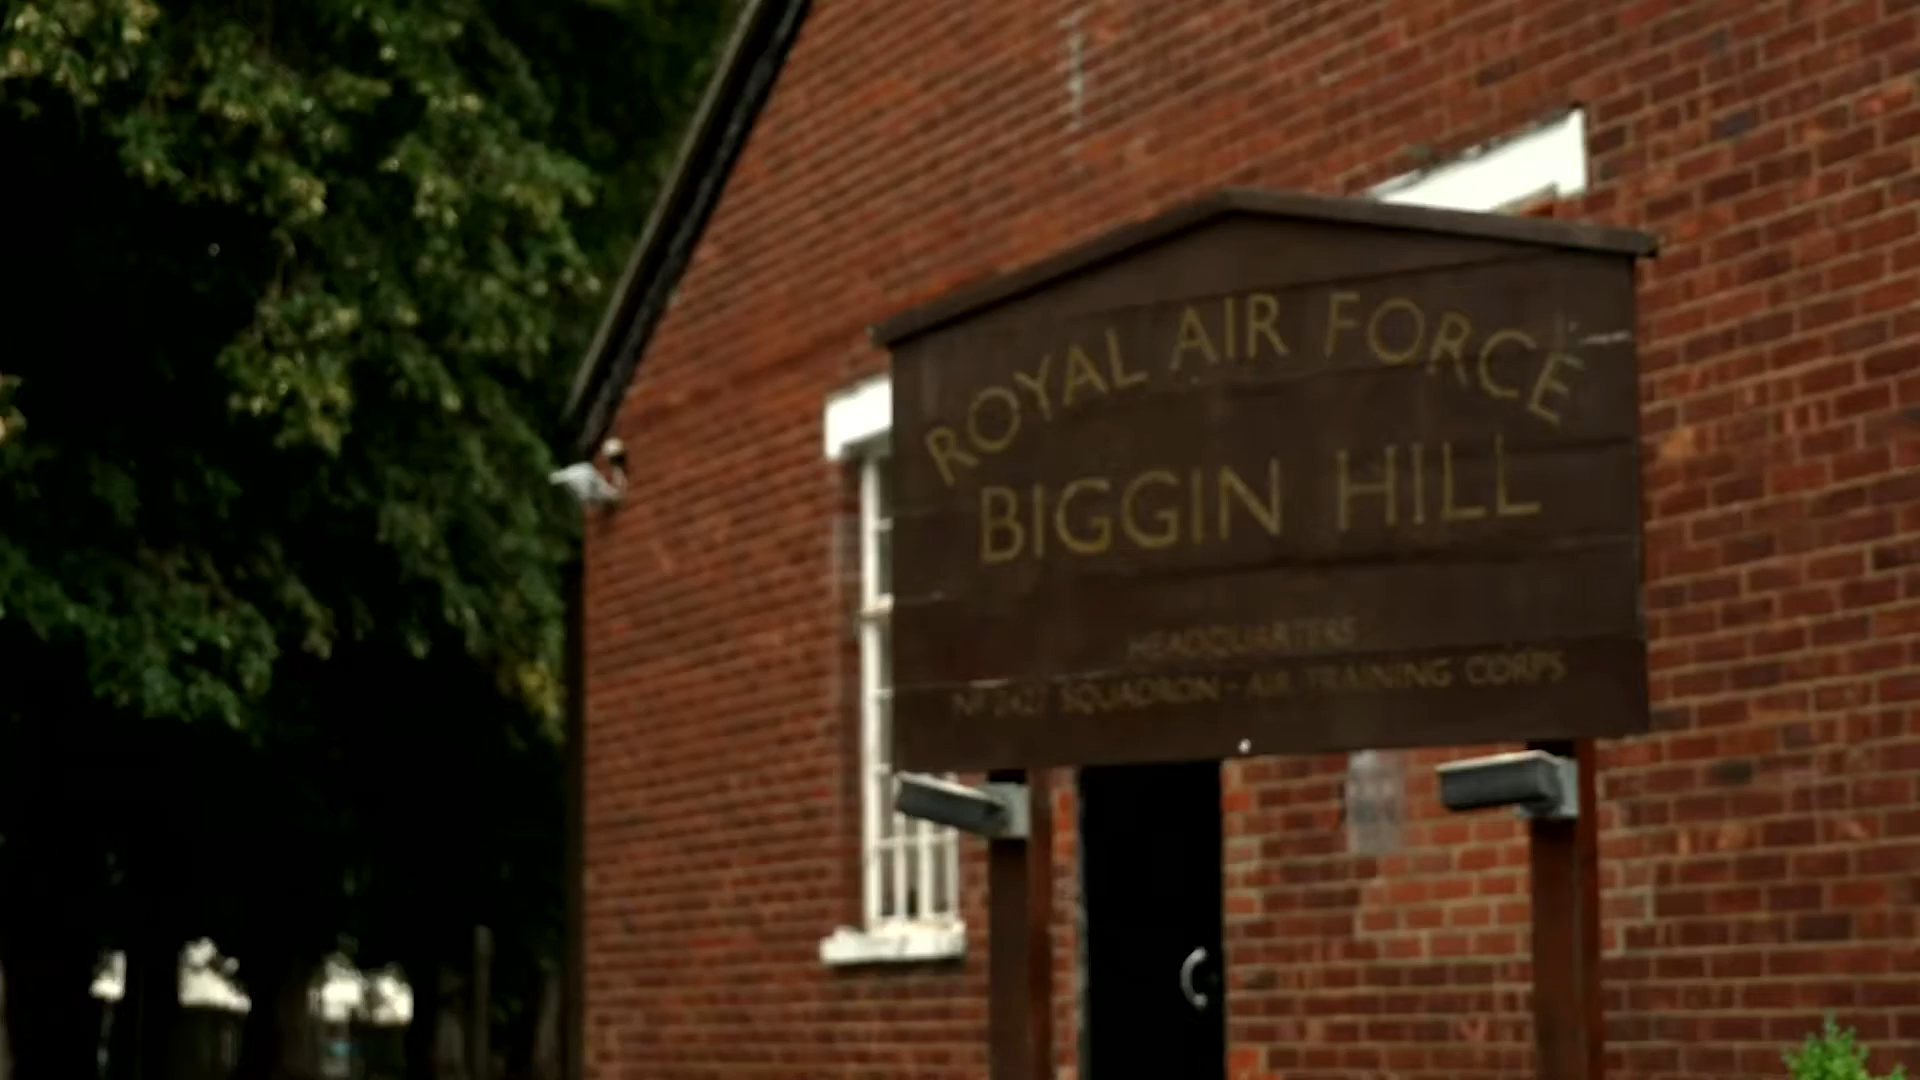 ROYAL AIR FORCE
BIGGIN HILL
HEADQUARTERS
SQUADRON - AIR TRAINING CORPS